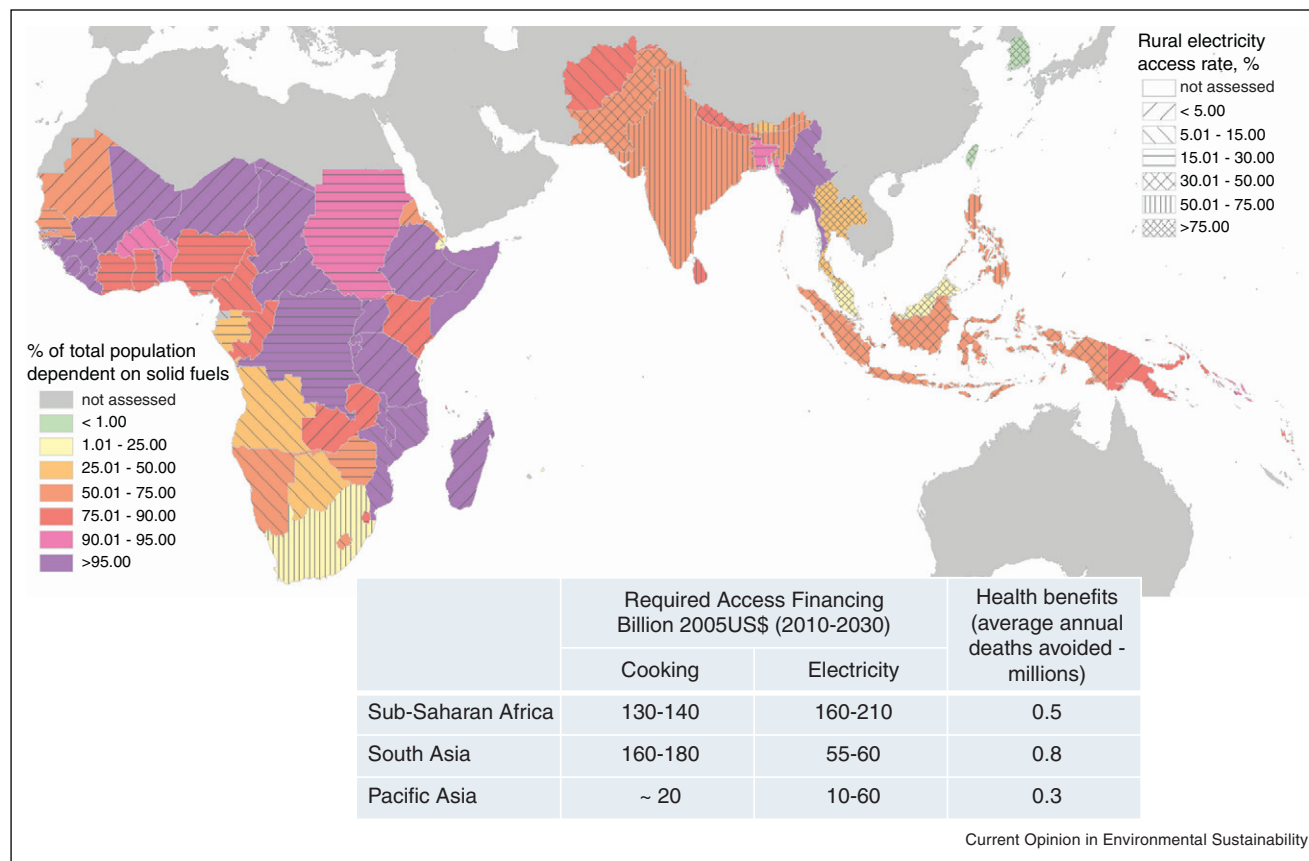 Rural electricity
access rate, %
not assessed
< 5.00
5.01 - 15.00
15.01 - 30.00
30.01 - 50.00
50.01 - 75.00
>75.00
% of total population
dependent on solid fuels
not assessed
< 1.00
1.01 - 25.00
25.01 - 50.00
50.01 - 75.00
75.01 - 90.00
90.01 - 95.00
>95.00
Required Access Financing
Billion 2005US$ (2010-2030)
Health benefits
(average annual
deaths avoided -
millions)
Cooking Electricity
Sub-Saharan Africa 130-140 160-210 0.5
South Asia 160-180 55-60 0.8
Pacific Asia ~ 20 10-60 0.3
Current Opinion in Environmental Sustainability